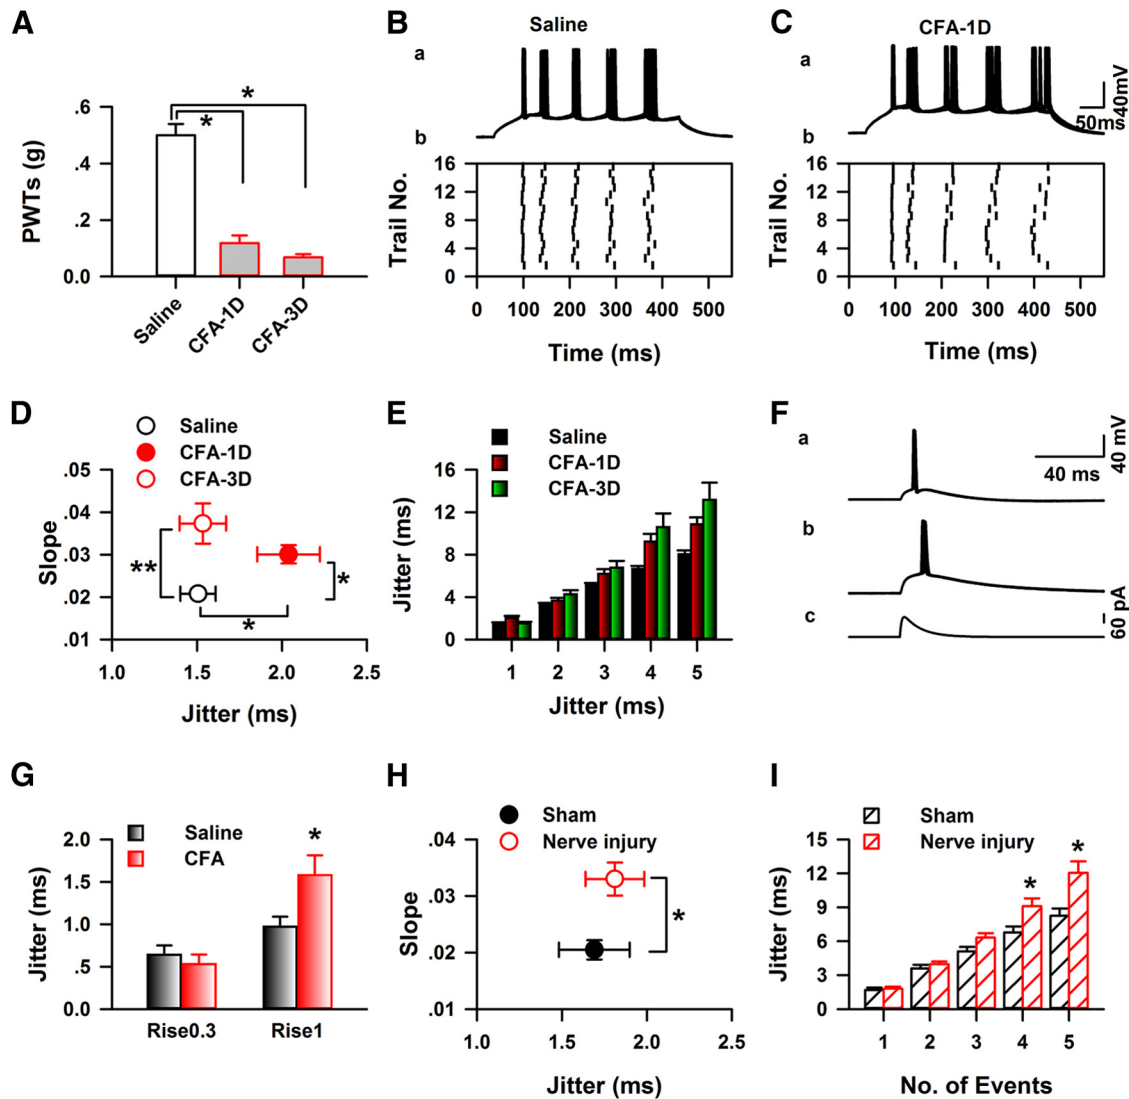 A
PWTs (g)
.6
.4
.2
0.0
*
*
Saline
CFA-1D
CFA-3D
B
Saline
a
b
Trail No.
16
12
8
4
0
0 100 200 300 400 500
Time (ms)
C
CFA-1D
a
40mV
50ms
b
Trail No.
16
12
8
4
0
0 100 200 300 400 500
Time (ms)
D
Saline
CFA-1D
CFA-3D
Slope
.05
.04
.03
.02
.01
**
*
*
1.0 1.5 2.0 2.5
Jitter (ms)
E
Saline
CFA-1D
CFA-3D
Jitter (ms)
16
12
8
4
0
1 2 3 4 5
Jitter (ms)
F
a
40 mV
40 ms
b
c
60 pA
G
Saline
CFA
Jitter (ms)
2.0
1.5
1.0
.5
0.0
*
Rise0.3 Rise1
H
Sham
Nerve injury
Slope
.04
.03
.02
.01
*
1.0 1.5 2.0 2.5
Jitter (ms)
I
Sham
Nerve injury
Jitter (ms)
15
12
9
6
3
0
*
*
1 2 3 4 5
No. of Events